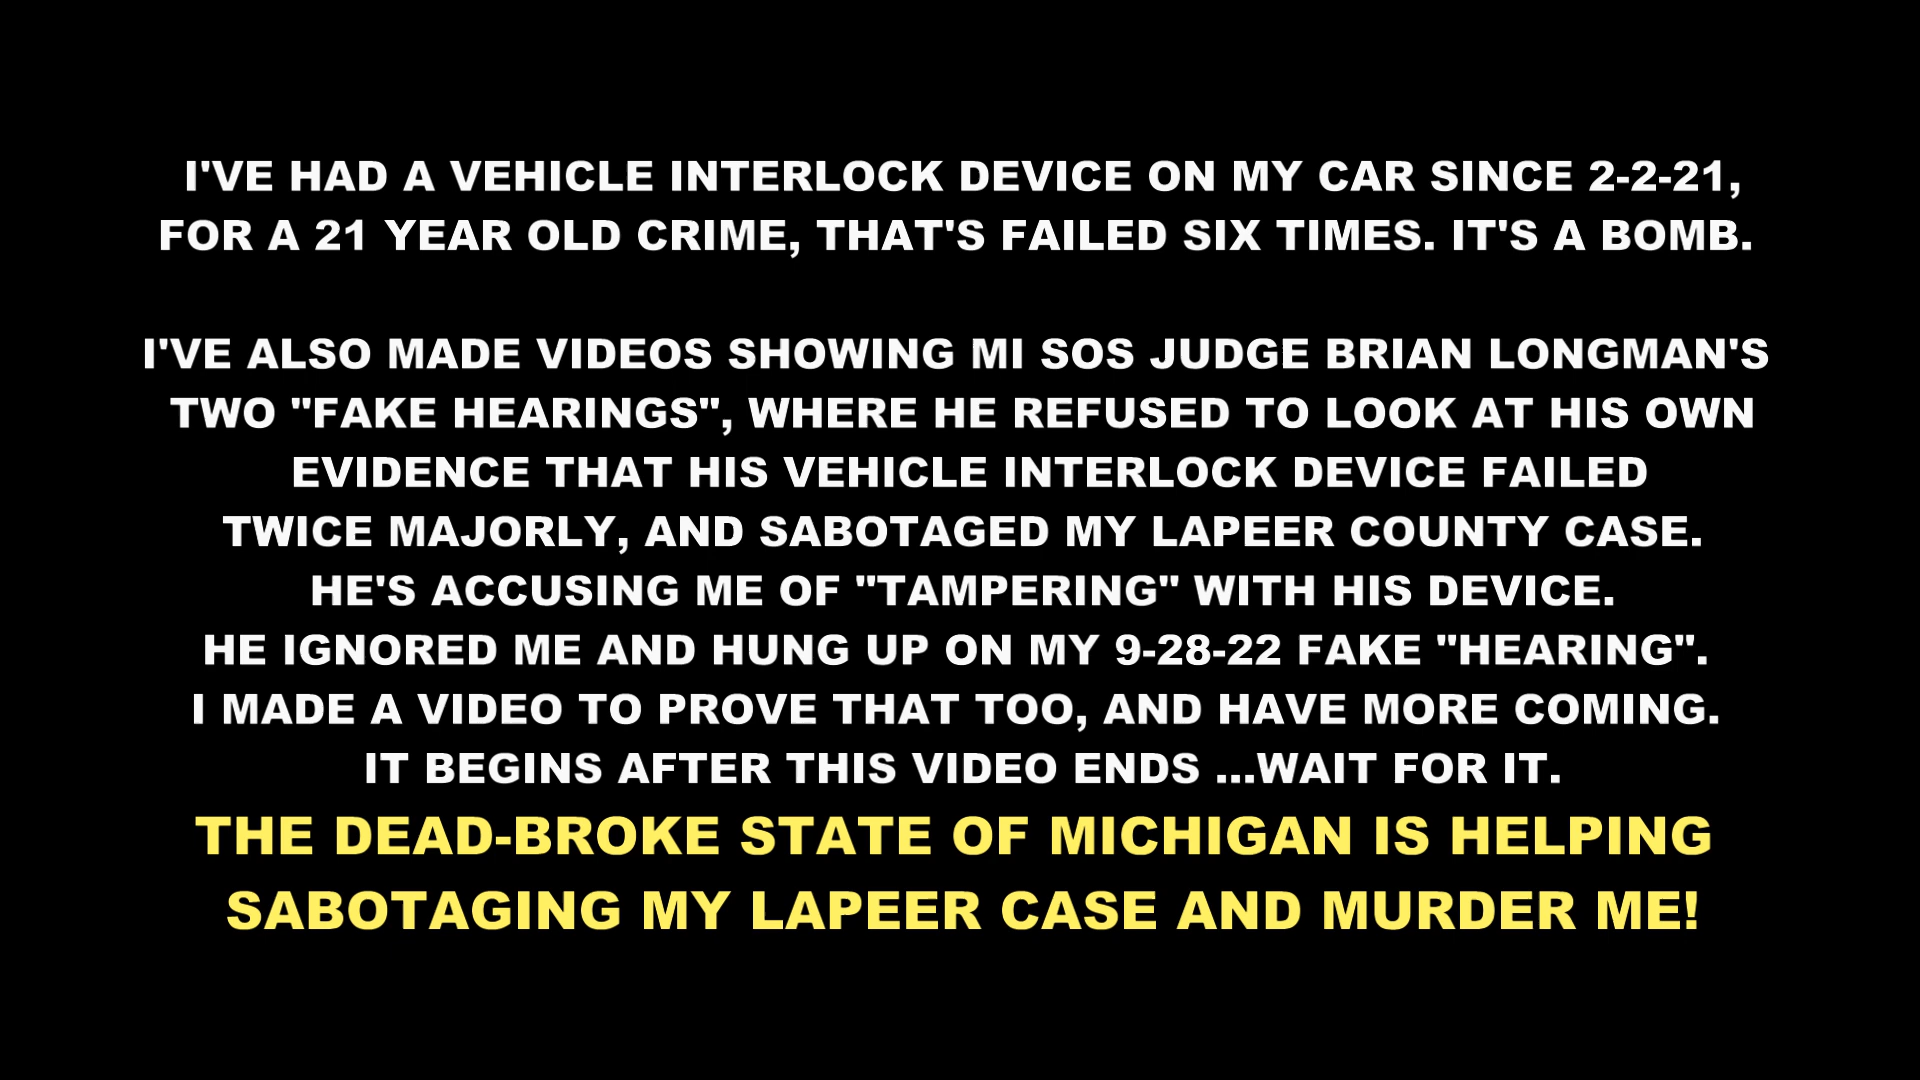 I'VE HAD A VEHICLE INTERLOCK DEVICE ON MY CAR SINCE 2-2-21,
FOR A 21 YEAR OLD CRIME, THAT'S FAILED SIX TIMES. IT'S A BOMB.
I'VE ALSO MADE VIDEOS SHOWING MI SOS JUDGE BRIAN LONGMAN'S
TWO "FAKE HEARINGS", WHERE HE REFUSED TO LOOK AT HIS OWN
EVIDENCE THAT HIS VEHICLE INTERLOCK DEVICE FAILED
TWICE MAJORLY, AND SABOTAGED MY LAPEER COUNTY CASE.
HE'S ACCUSING ME OF "TAMPERING" WITH HIS DEVICE.
HE IGNORED ME AND HUNG UP ON MY 9-28-22 FAKE "HEARING".
I MADE A VIDEO TO PROVE THAT TOO, AND HAVE MORE COMING.
IT BEGINS AFTER THIS VIDEO ENDS ...WAIT FOR IT.
THE DEAD-BROKE STATE OF MICHIGAN IS HELPING
SABOTAGING MY LAPEER CASE AND MURDER ME!